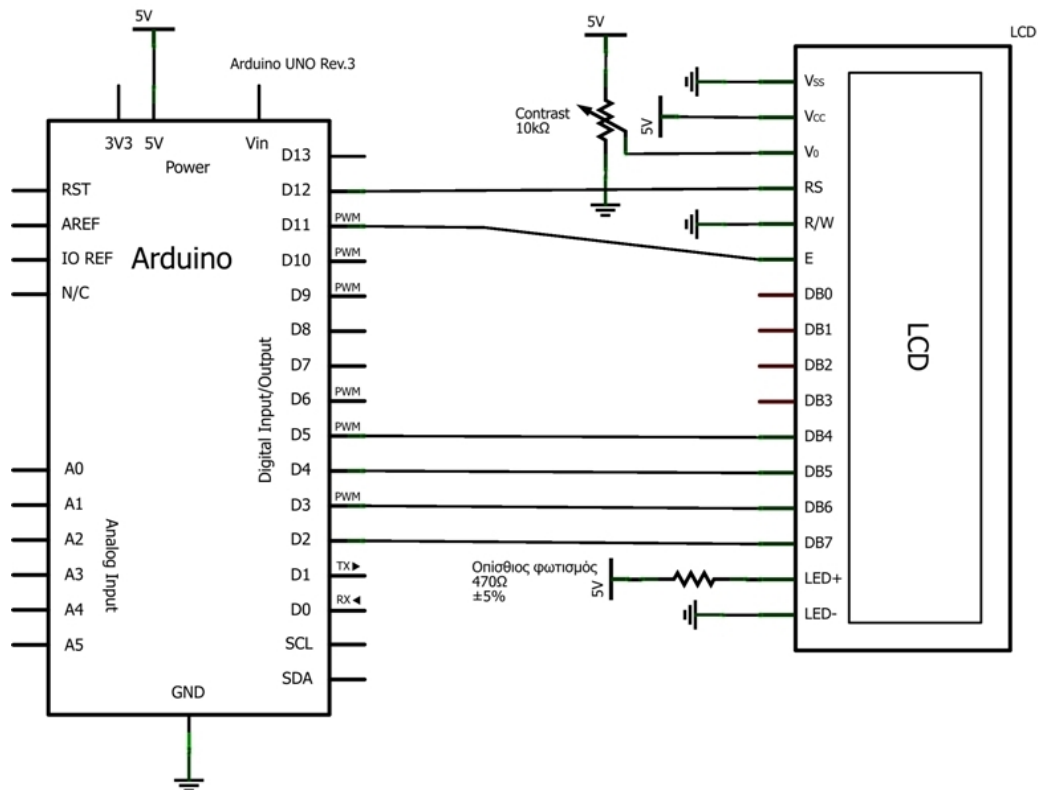 5V
Arduino UNO Rev.3
3V3 5V Vin
Power
RST
AREF
IO REF
N/C
Arduino
A0
A1
A2
A3
A4
A5
Analog Input
GND
Digital Input/Output
D13
D12
D11 PWM
D10 PWM
D9 PWM
D8
D7
D6 PWM
D5 PWM
D4
D3 PWM
D2
D1 TX ▶
D0 RX ◀
SCL
SDA
5V
Contrast
10kΩ
5V
Οπίσθιος φωτισμός
470Ω
±5%
5V
LCD
VSS
VCC
V0
RS
R/W
E
DB0
DB1
DB2
DB3
DB4
DB5
DB6
DB7
LED+
LED-
LCD